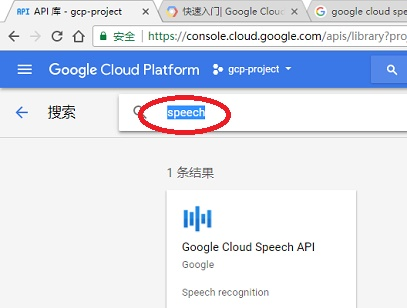 API API 库 - gcp-project
快速入门| Google Clou
google cloud spe
安全 https://console.cloud.google.com/apis/library?pro
Google Cloud Platform gcp-project
搜索 speech
1 条结果
Google Cloud Speech API
Google
Speech recognition